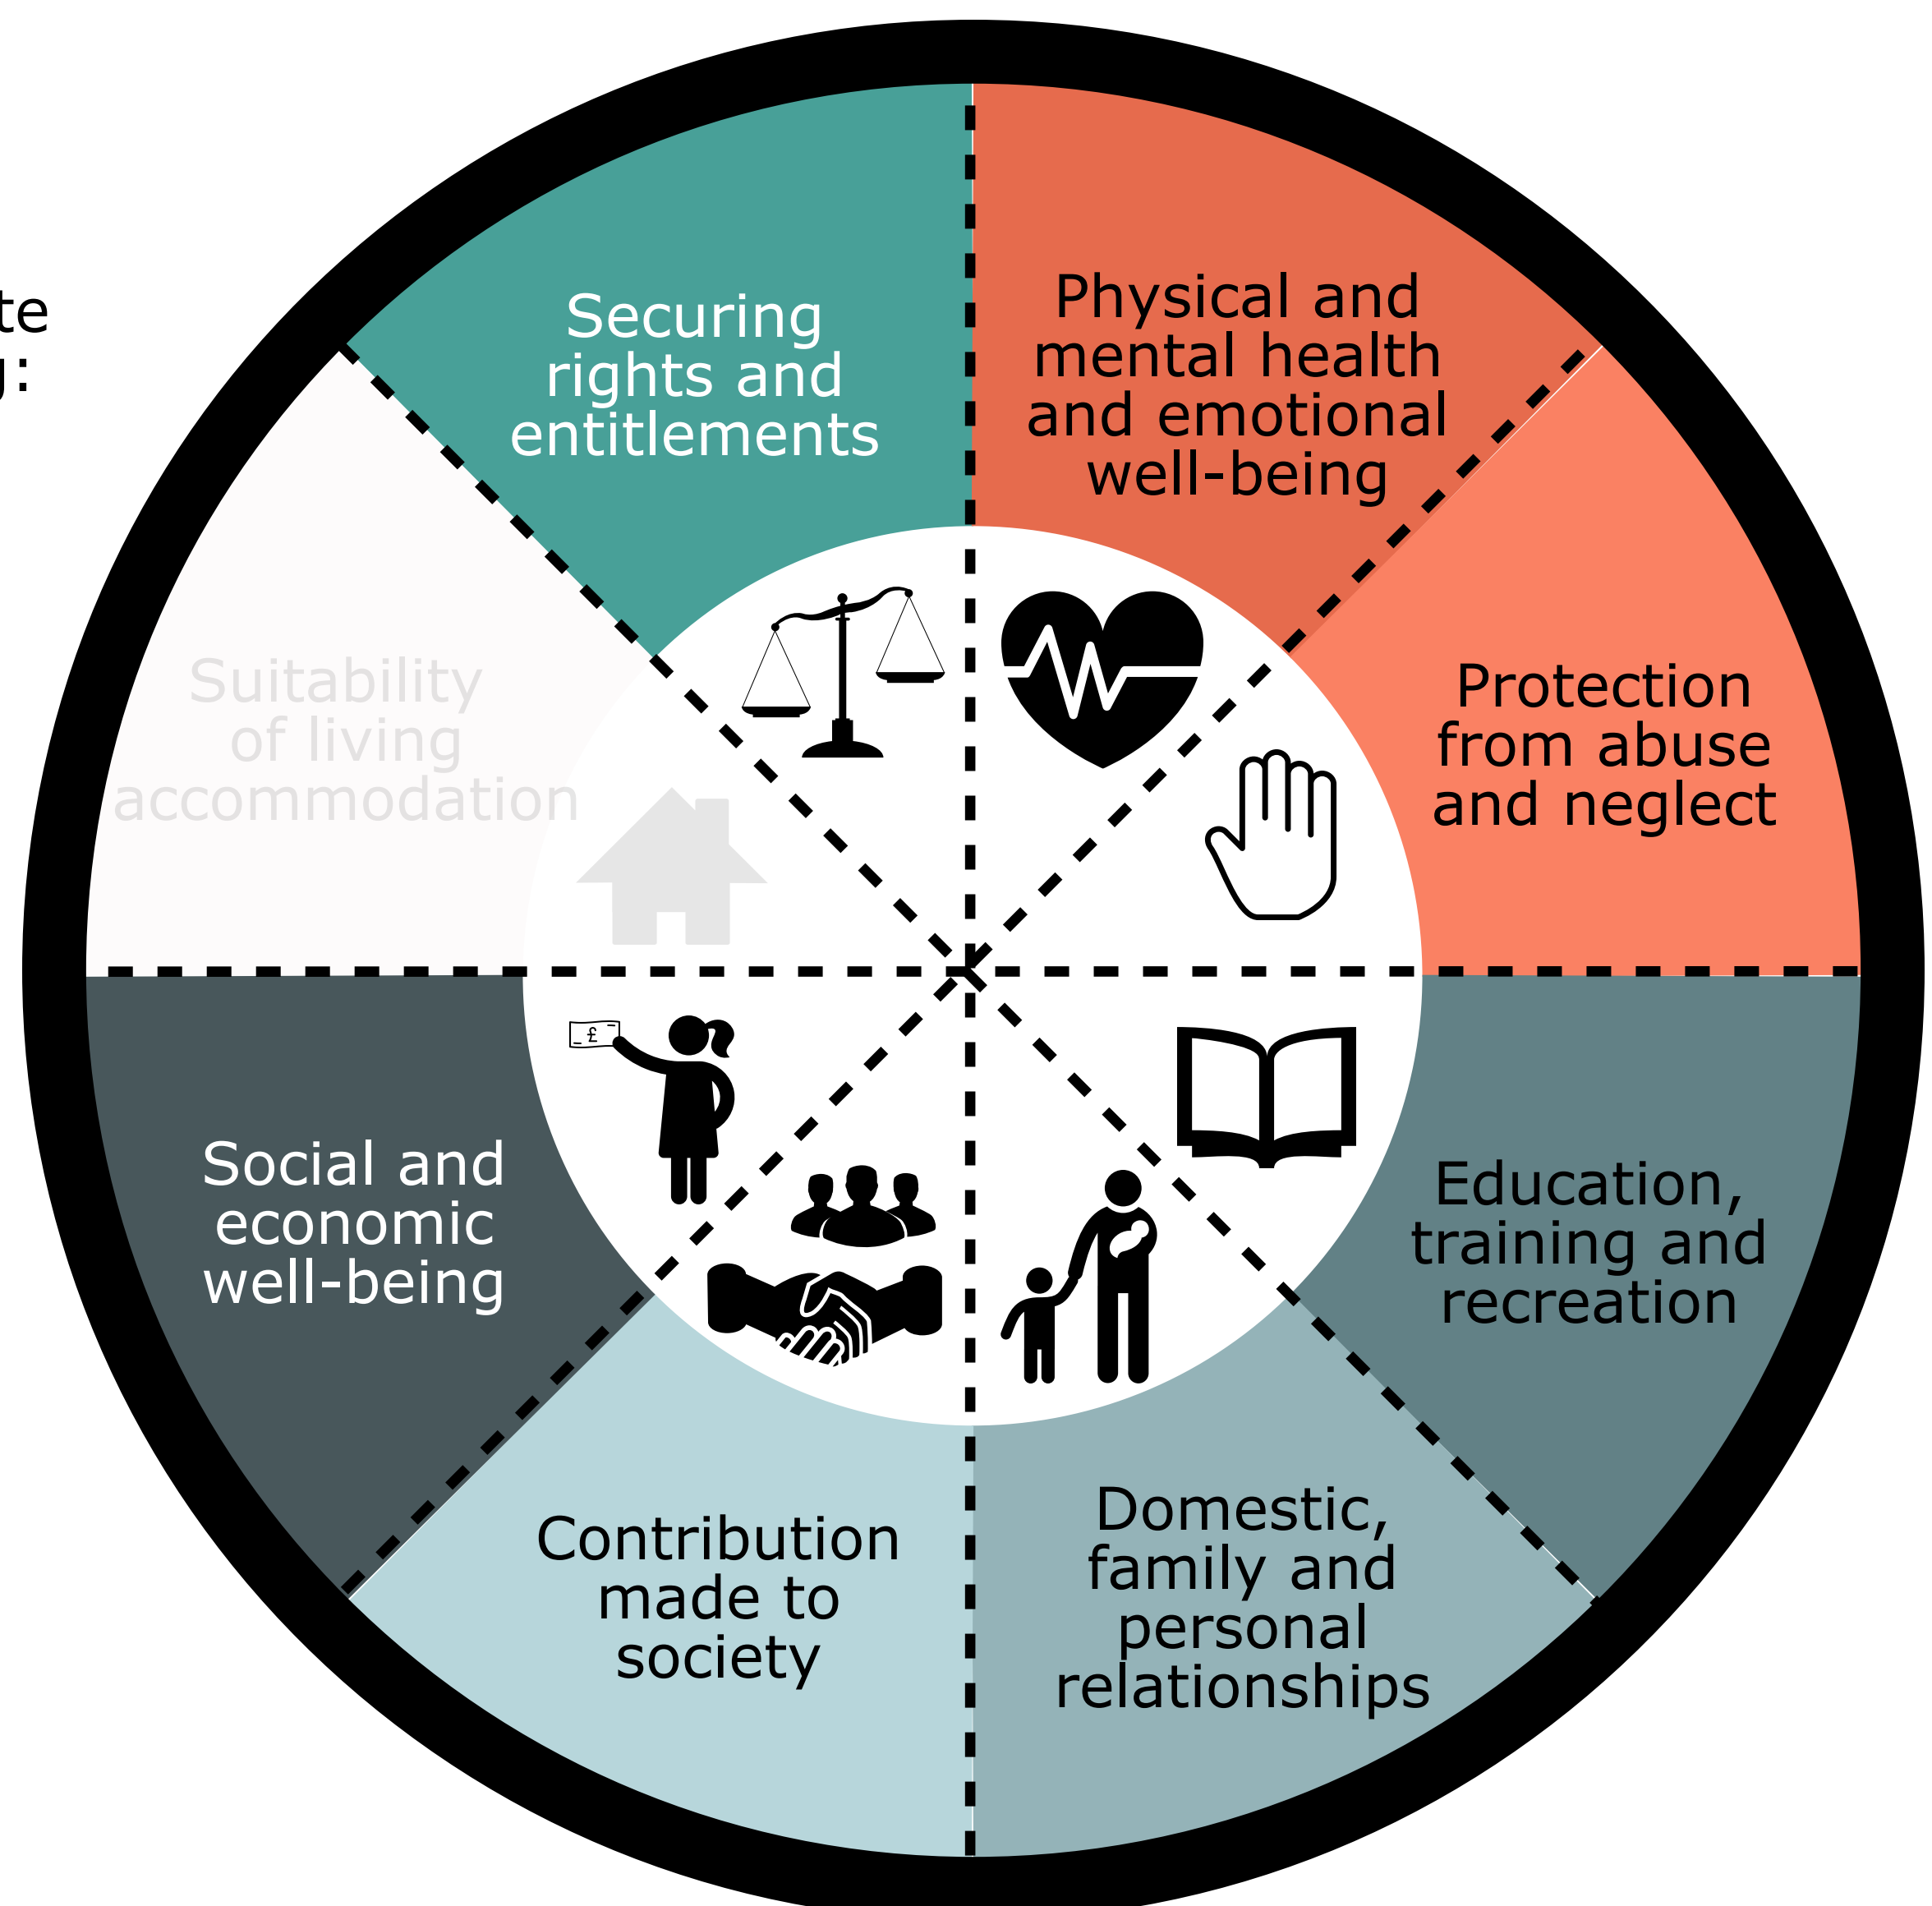 te
:
Securing
rights and
entitlements
Physical and
mental health
and emotional
well-being
Protection
from abuse
and neglect
Education,
training and
recreation
Domestic,
family and
personal
relationships
Contribution
made to
society
Social and
economic
well-being
£
Suitability
of living
accommodation